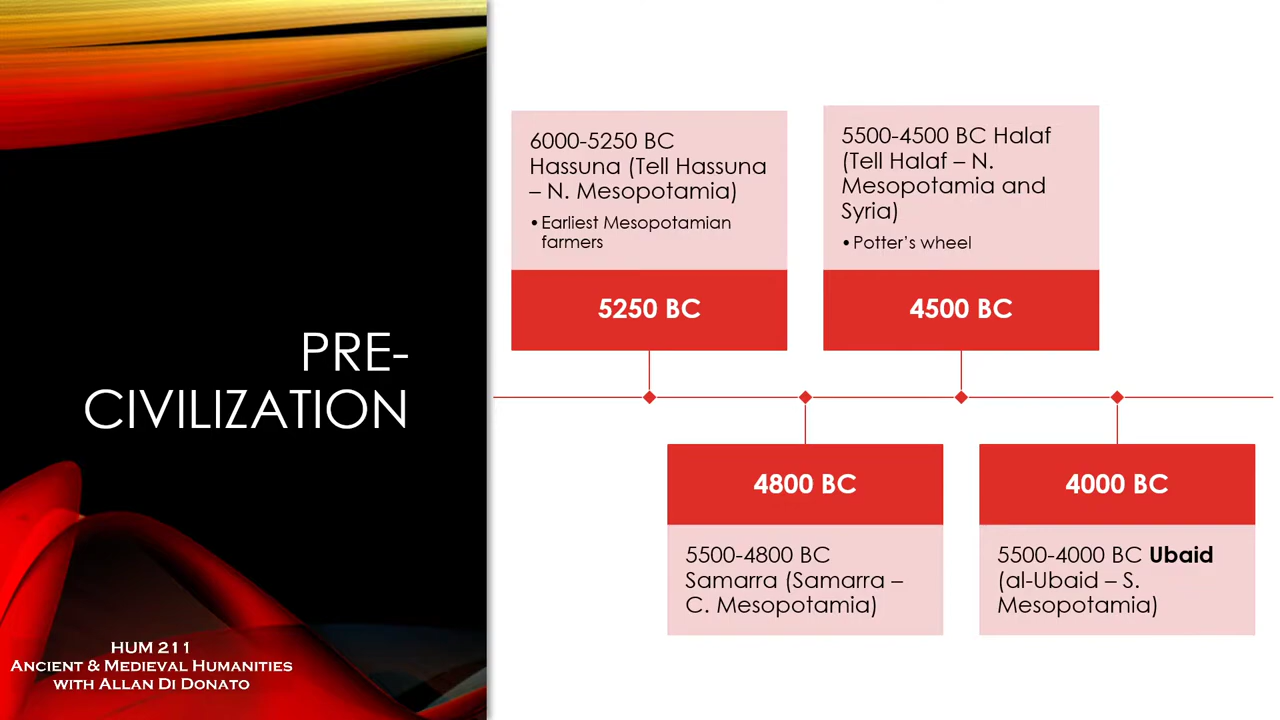 PRE-
CIVILIZATION
HUM 211
Ancient & Medieval Humanities
with Allan Di Donato
6000-5250 BC
Hassuna (Tell Hassuna
– N. Mesopotamia)
• Earliest Mesopotamian
farmers
5250 BC
5500-4800 BC
Samarra (Samarra –
C. Mesopotamia)
4800 BC
5500-4500 BC Halaf
(Tell Halaf – N.
Mesopotamia and
Syria)
• Potter’s wheel
4500 BC
4000 BC
5500-4000 BC Ubaid
(al-Ubaid – S.
Mesopotamia)